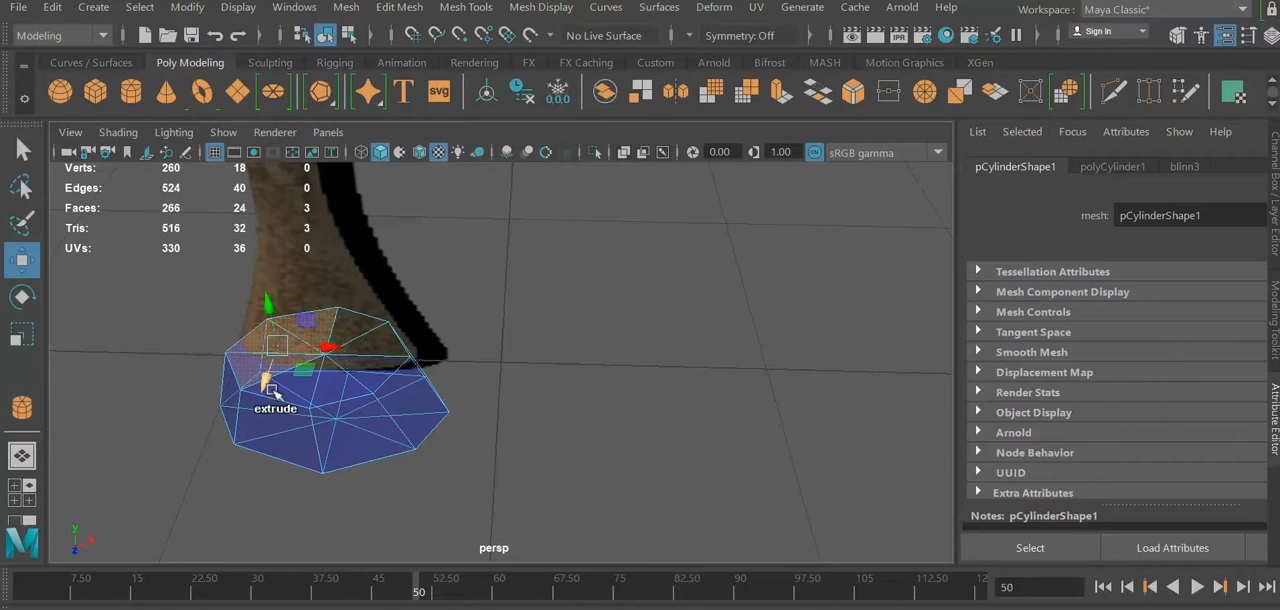 File Edit Create Select Modify Display Windows Mesh Edit Mesh Mesh Tools Mesh Display Curves Surfaces Deform UV Generate Cache Arnold Help Workspace : Maya Classic*
Modeling No Live Surface Symmetry: Off Sign In
Curves / Surfaces Poly Modeling Sculpting Rigging Animation Rendering FX FX Caching Custom Arnold Bifrost MASH Motion Graphics XGen
T svg 0,0,0
View Shading Lighting Show Renderer Panels
0.00 1.00 ON sRGB gamma
Verts: 260 18 0
Edges: 524 40 0
Faces: 266 24 3
Tris: 516 32 3
UVs: 330 36 0
extrude
y
x
z
persp
List Selected Focus Attributes Show Help
pCylinderShape1 polyCylinder1 blinn3
mesh: pCylinderShape1
Tessellation Attributes
Mesh Component Display
Mesh Controls
Tangent Space
Smooth Mesh
Displacement Map
Render Stats
Object Display
Arnold
Node Behavior
UUID
Extra Attributes
Notes: pCylinderShape1
Select Load Attributes
Channel Box / Layer Editor
Modeling Toolkit
Attribute Editor
7.50 15 22.50 30 37.50 45 52.50 60 67.50 75 82.50 90 97.50 105 112.50 12
50 50
M